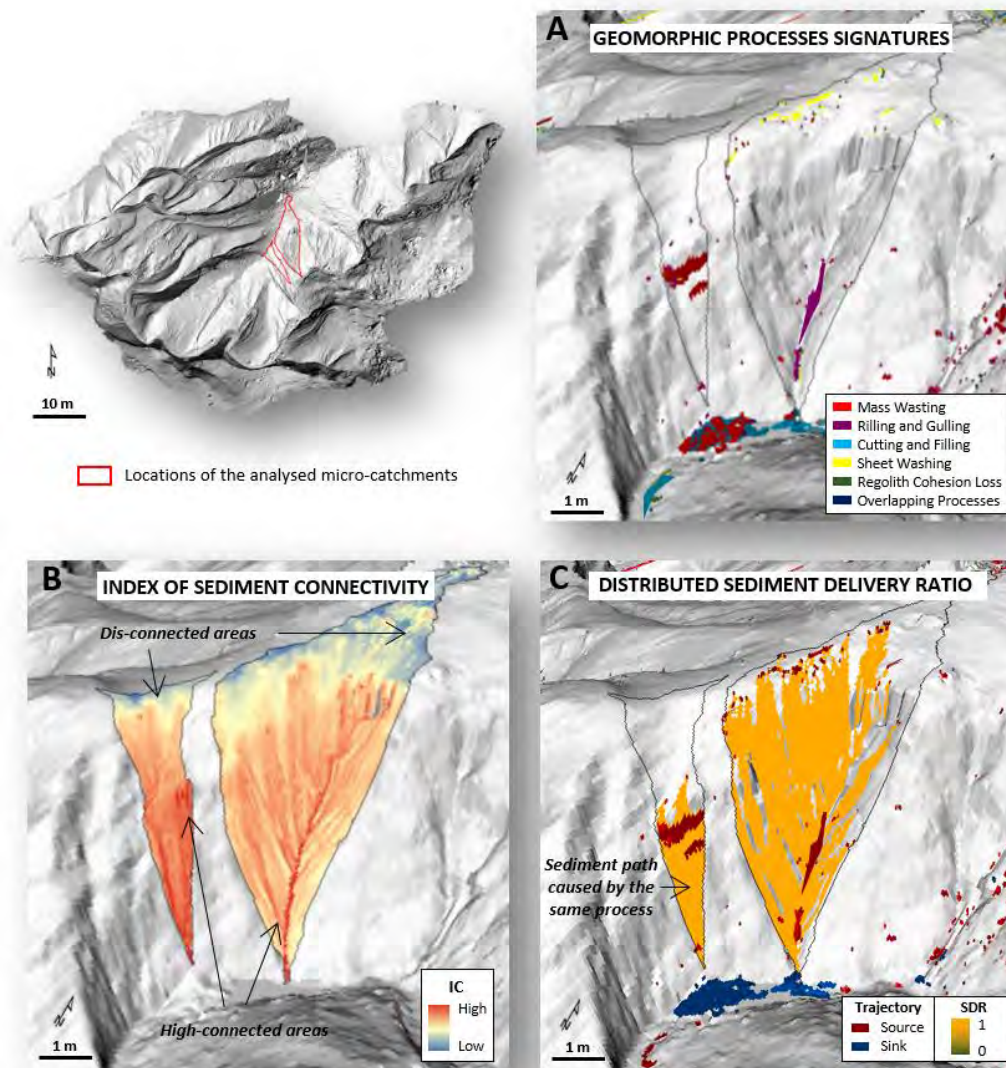 N
10 m
Locations of the analysed micro-catchments
A
GEOMORPHIC PROCESSES SIGNATURES
Mass Wasting
Rilling and Gulling
Cutting and Filling
Sheet Washing
Regolith Cohesion Loss
Overlapping Processes
N
1 m
B
INDEX OF SEDIMENT CONNECTIVITY
Dis-connected areas
High-connected areas
IC
High
Low
N
1 m
C
DISTRIBUTED SEDIMENT DELIVERY RATIO
Sediment path
caused by the
same process
Trajectory
Source
Sink
SDR
1
0
N
1 m